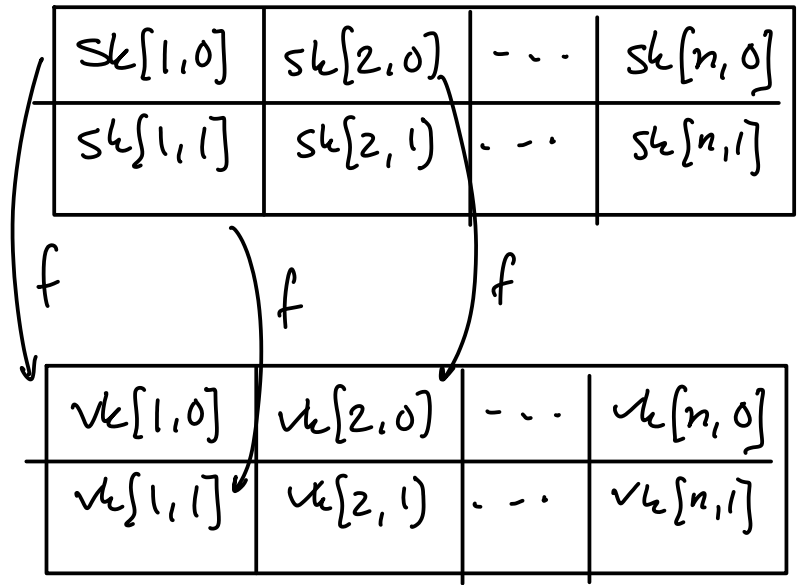 sk[1,0] sk[2,0] --- sk[n,0]
sk[1,1] sk[2,1) --- sk[n,1]
f f f
vk[1,0] vk[2,0] --- vk[n,0]
vk[1,1] vk[2,1) --- vk[n,1]